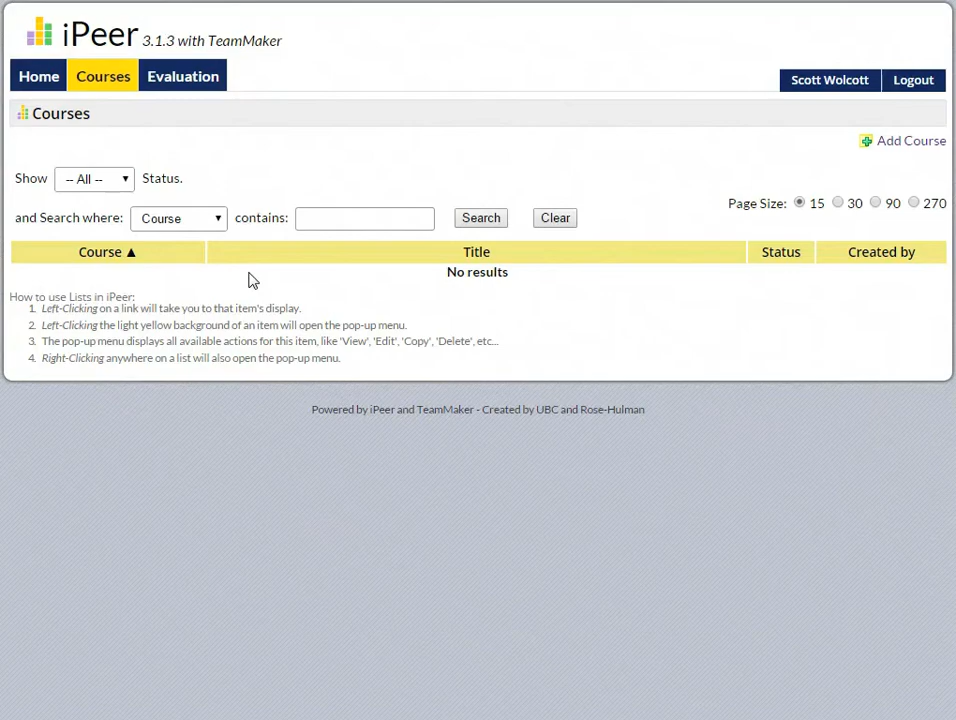 iPeer 3.1.3 with TeamMaker
Home Courses Evaluation Scott Wolcott Logout
Courses
Add Course
Show -- All -- Status.
Page Size: 15 30 90 270
and Search where: Course contains: Search Clear
Course ▲ Title Status Created by
No results
How to use Lists in iPeer:
1. Left-Clicking on a link will take you to that item's display.
2. Left-Clicking the light yellow background of an item will open the pop-up menu.
3. The pop-up menu displays all available actions for this item, like 'View', 'Edit', 'Copy', 'Delete', etc...
4. Right-Clicking anywhere on a list will also open the pop-up menu.
Powered by iPeer and TeamMaker - Created by UBC and Rose-Hulman